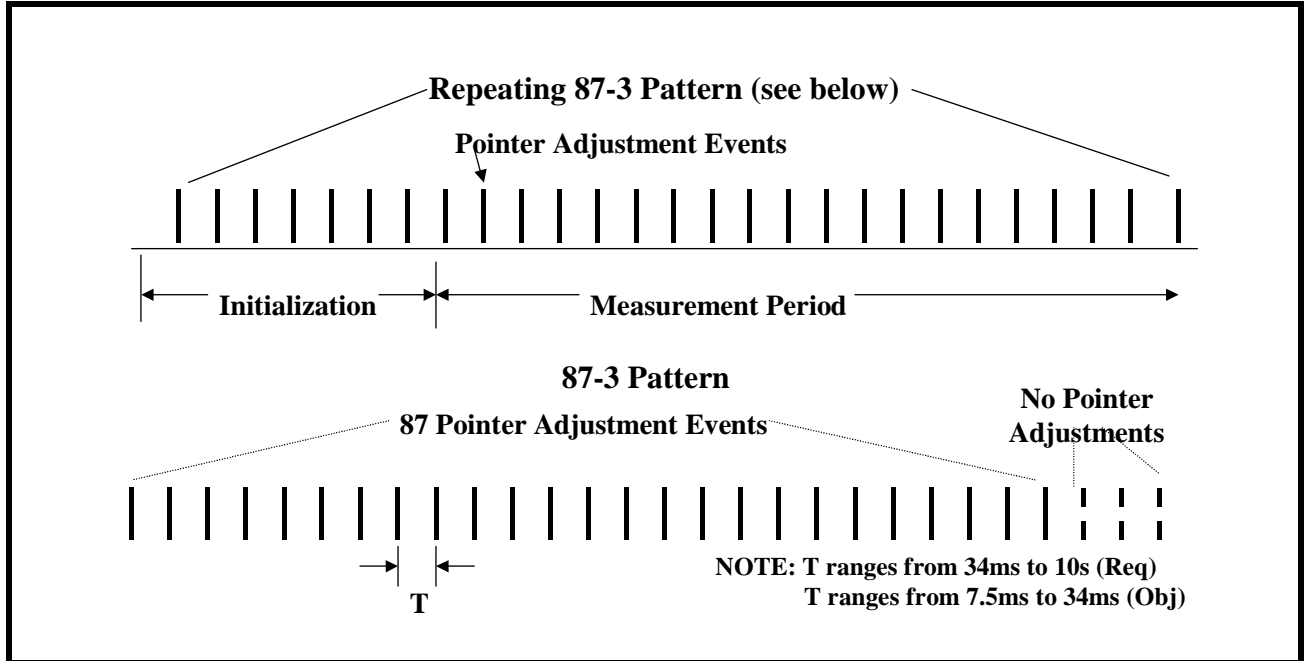 Repeating 87-3 Pattern (see below)
Pointer Adjustment Events
Initialization
Measurement Period
87-3 Pattern
87 Pointer Adjustment Events
No Pointer
Adjustments
T
NOTE: T ranges from 34ms to 10s (Req)
T ranges from 7.5ms to 34ms (Obj)